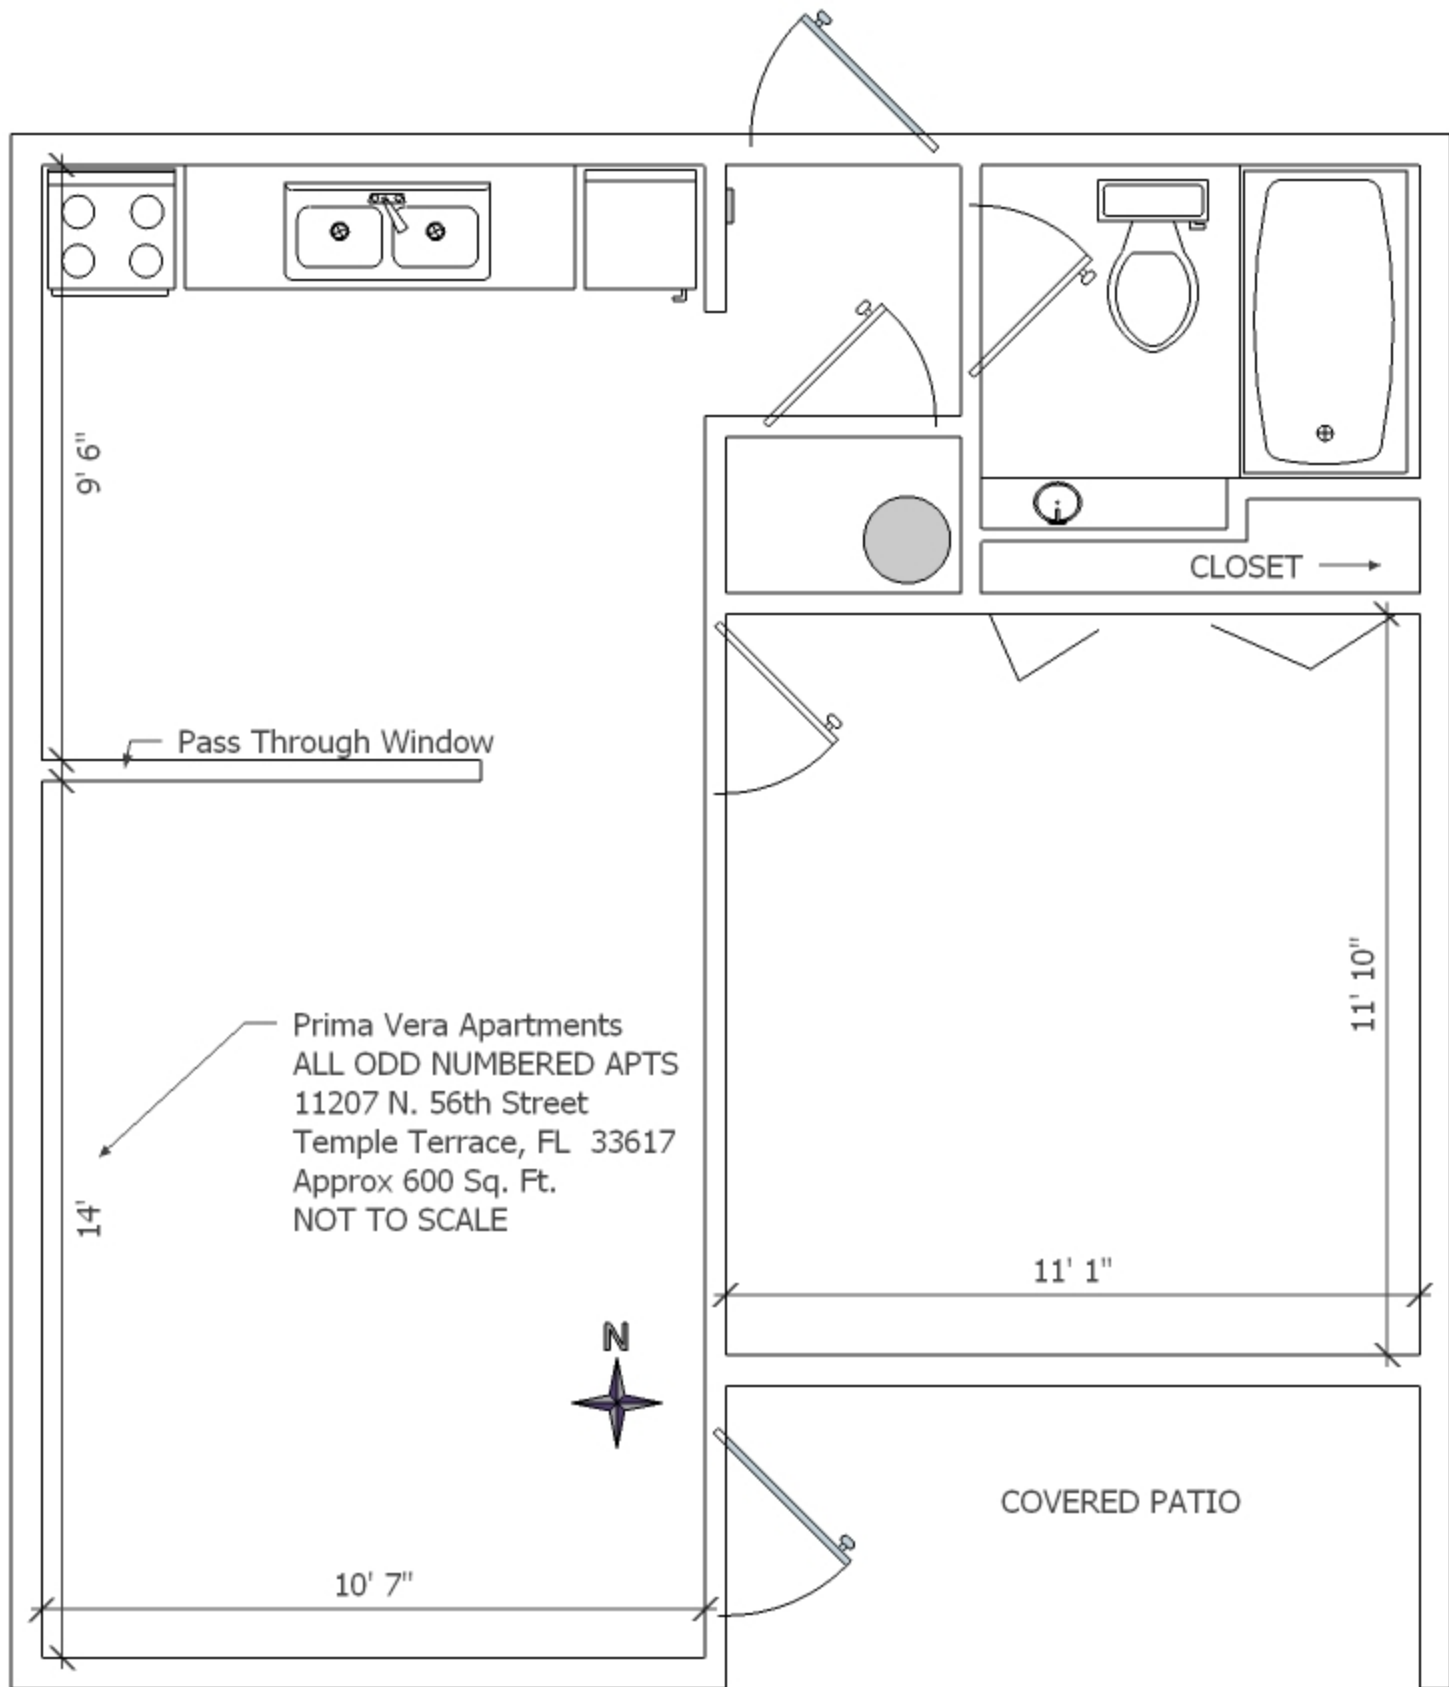 9' 6"
CLOSET
Pass Through Window
11' 10"
Prima Vera Apartments
ALL ODD NUMBERED APTS
11207 N. 56th Street
Temple Terrace, FL  33617
Approx 600 Sq. Ft.
NOT TO SCALE
14'
11' 1"
N
COVERED PATIO
10' 7"